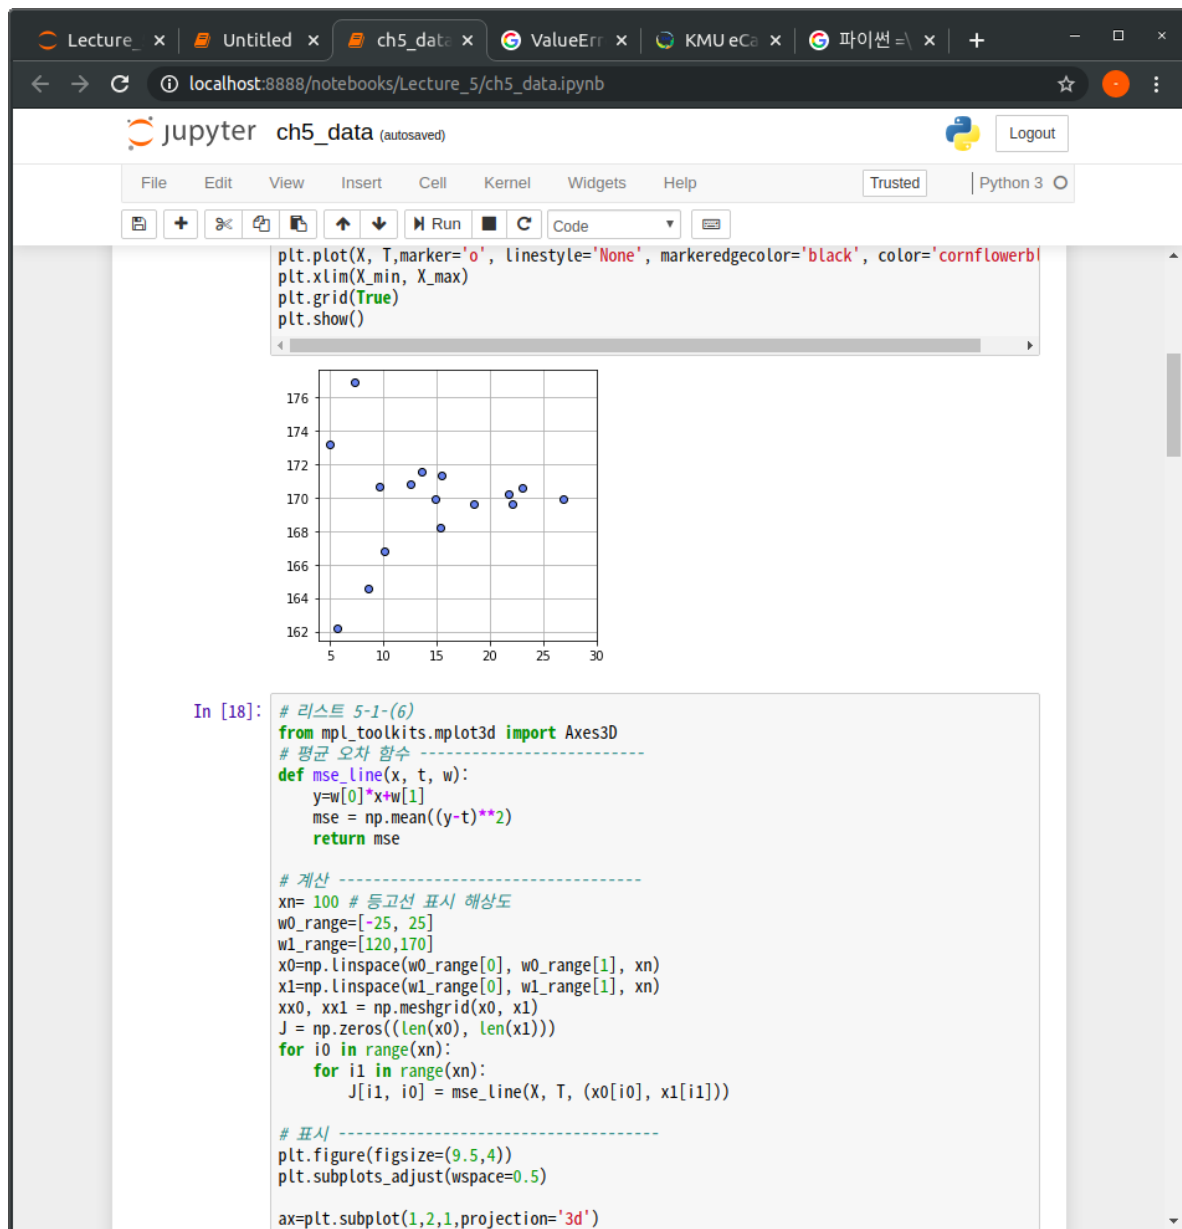 Lecture_
Untitled
ch5_data
ValueErr
KMU eCa
파이썬 =\
localhost:8888/notebooks/Lecture_5/ch5_data.ipynb
jupyter ch5_data (autosaved)
Logout
File Edit View Insert Cell Kernel Widgets Help
Trusted
Python 3
Run
Code
plt.plot(X, T,marker='o', linestyle='None', markeredgecolor='black', color='cornflowerbl
plt.xlim(X_min, X_max)
plt.grid(True)
plt.show()
176
174
172
170
168
166
164
162
5 10 15 20 25 30
In [18]:
# 리스트 5-1-(6)
from mpl_toolkits.mplot3d import Axes3D
# 평균 오차 함수 --------------------------
def mse_line(x, t, w):
    y=w[0]*x+w[1]
    mse = np.mean((y-t)**2)
    return mse
# 계산 -----------------------------------
xn= 100 # 등고선 표시 해상도
w0_range=[-25, 25]
w1_range=[120,170]
x0=np.linspace(w0_range[0], w0_range[1], xn)
x1=np.linspace(w1_range[0], w1_range[1], xn)
xx0, xx1 = np.meshgrid(x0, x1)
J = np.zeros((len(x0), len(x1)))
for i0 in range(xn):
    for i1 in range(xn):
        J[i1, i0] = mse_line(X, T, (x0[i0], x1[i1]))
# 표시 -------------------------------------
plt.figure(figsize=(9.5,4))
plt.subplots_adjust(wspace=0.5)
ax=plt.subplot(1,2,1,projection='3d')